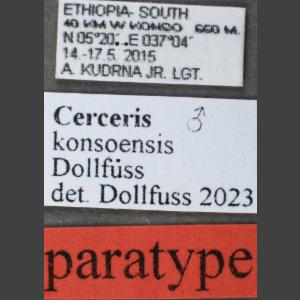 ETHIOPIA- SOUTH
40 KM W KONSO 660 M.
N 05°20'. E 037°04'
14.-17.5. 2015
A. KUDRNA JR. LGT.
Cerceris ♂
konsoensis
Dollfüss
det. Dollfuss 2023
paratype